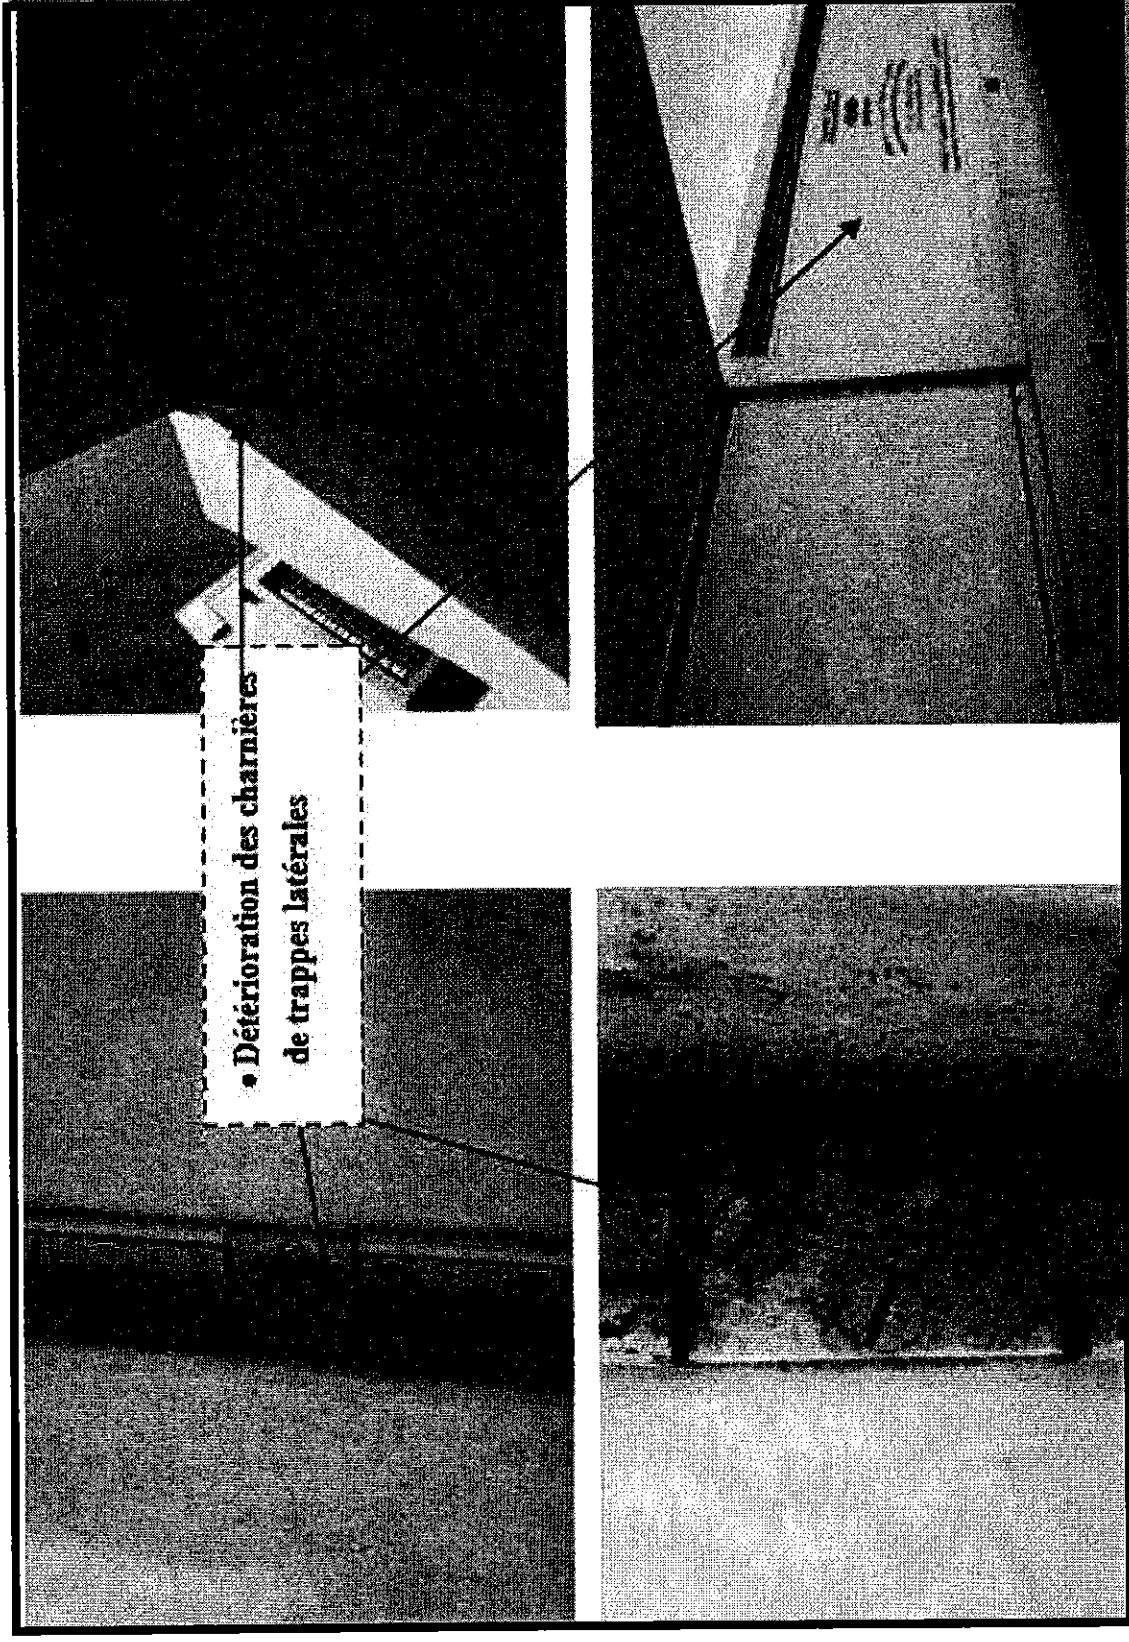 • Détérioration des charnières
de trappes latérales